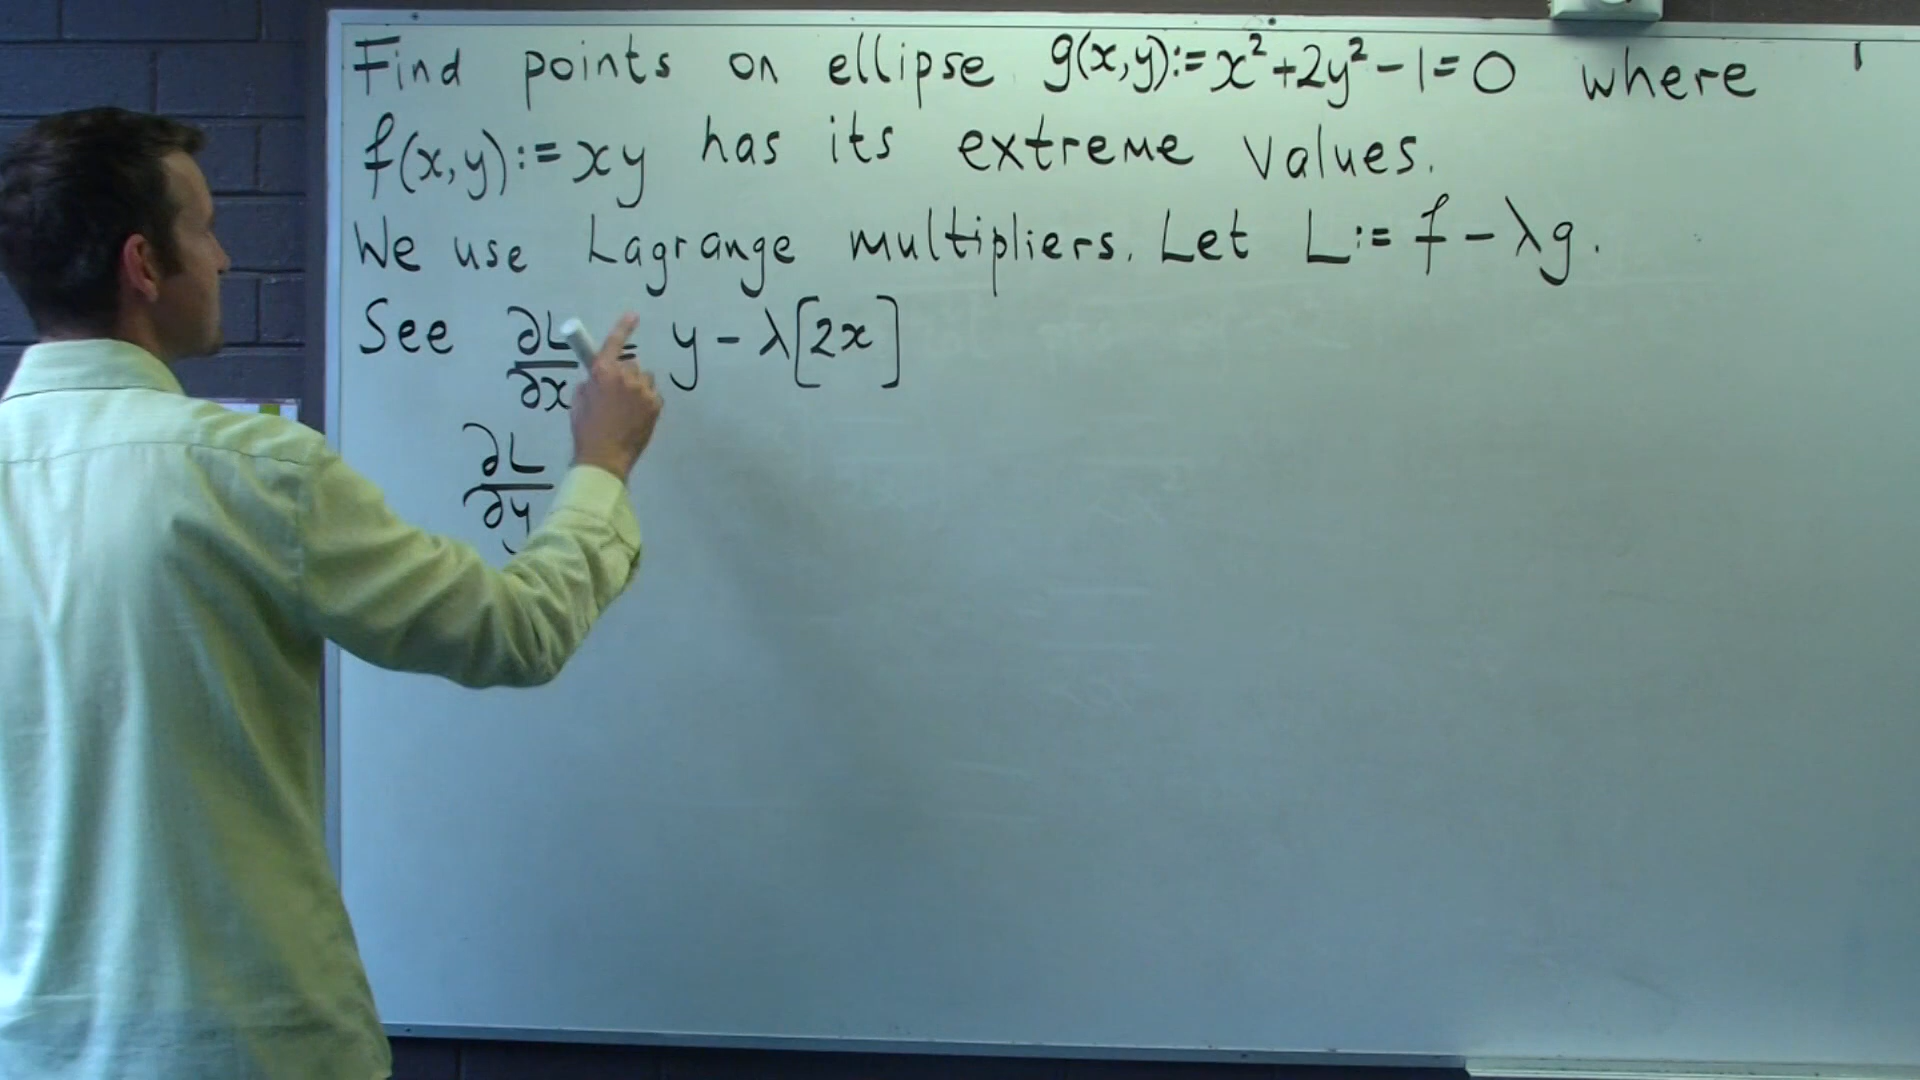 Find points on ellipse g(x,y):=x²+2y²-1=0 where
f(x,y):=xy has its extreme values.
We use Lagrange multipliers. Let L:= f-λg.
See ∂L/∂x = y-λ[2x]
∂L/∂y